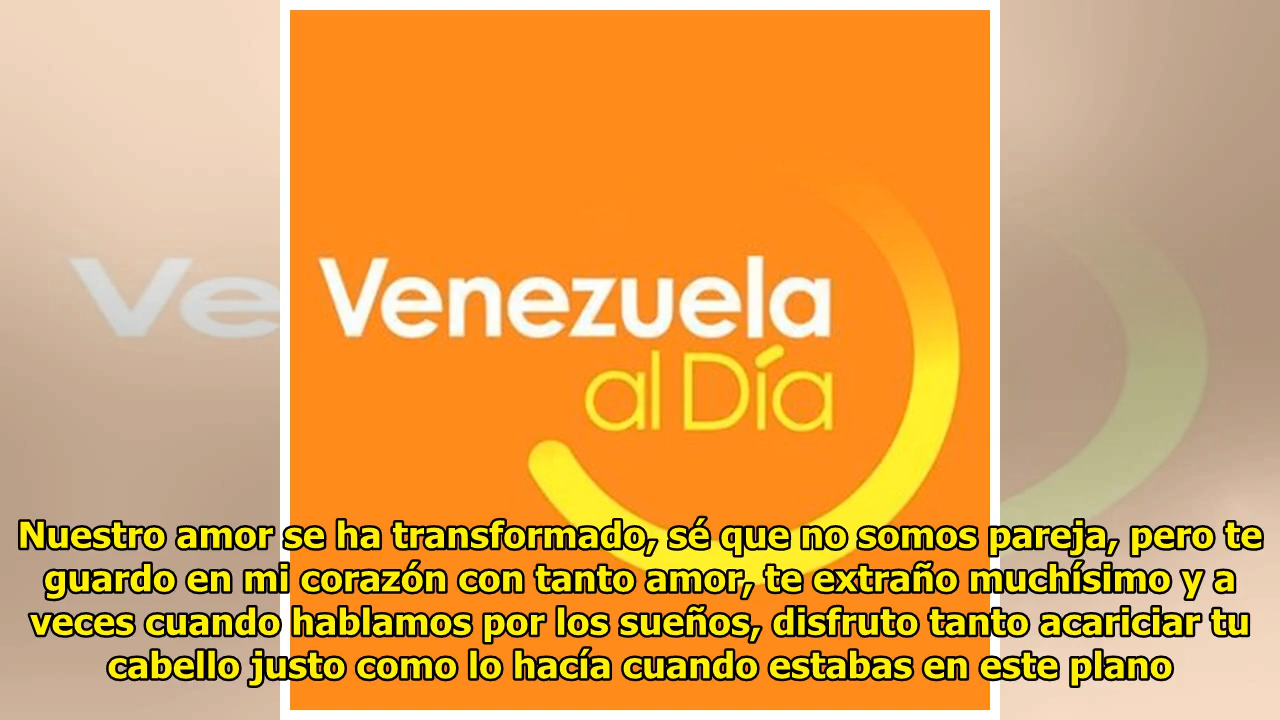 Ve
Venezuela
al Día
Nuestro amor se ha transformado, sé que no somos pareja, pero te
guardo en mi corazón con tanto amor, te extraño muchísimo y a
veces cuando hablamos por los sueños, disfruto tanto acariciar tu
cabello justo como lo hacía cuando estabas en este plano